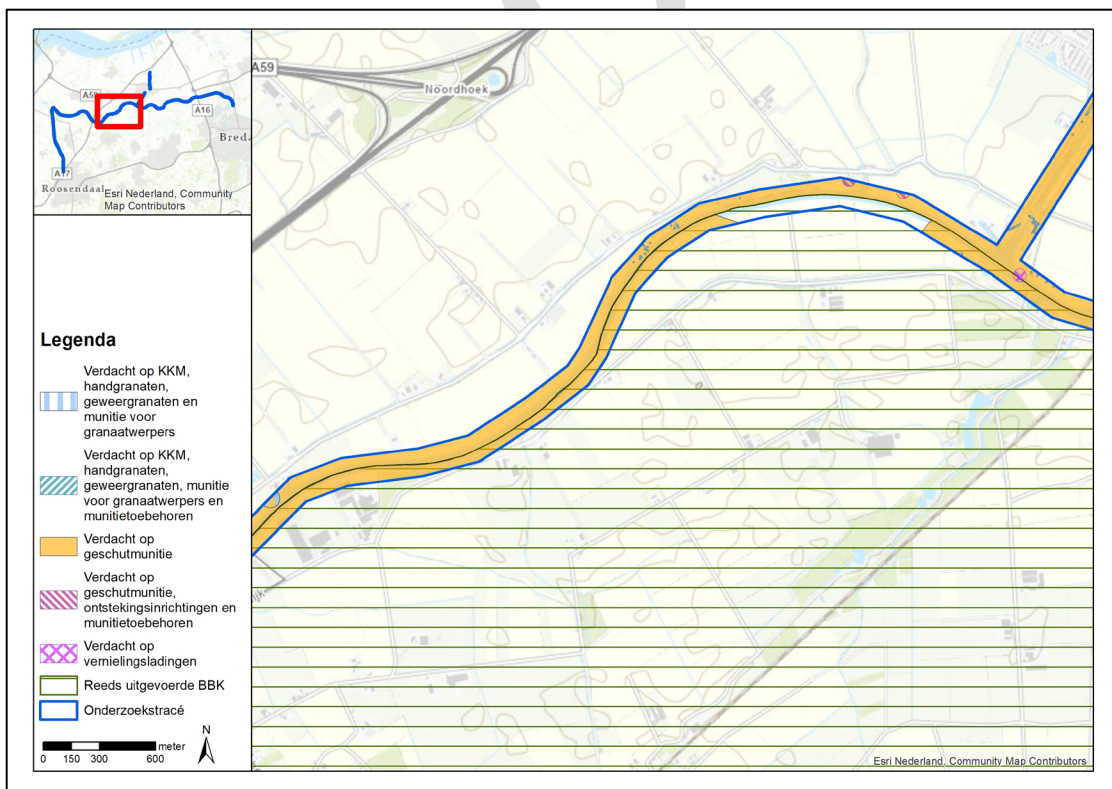 A59
A16
Breda
A17
Roosendaal
Esri Nederland, Community
Map Contributors
A59
Noordhoek
Legenda
Verdacht op KKM,
handgranaten,
geweergranaten en
munitie voor
granaatwerpers
Verdacht op KKM,
handgranaten,
geweergranaten, munitie
voor granaatwerpers en
munitietoebehoren
Verdacht op
geschutmunitie
Verdacht op
geschutmunitie,
ontstekingsinrichtingen en
munitietoebehoren
Verdacht op
vernielingsladingen
Reeds uitgevoerde BBK
Onderzoekstracé
N
meter
0 150 300 600
Esri Nederland, Community Map Contributors